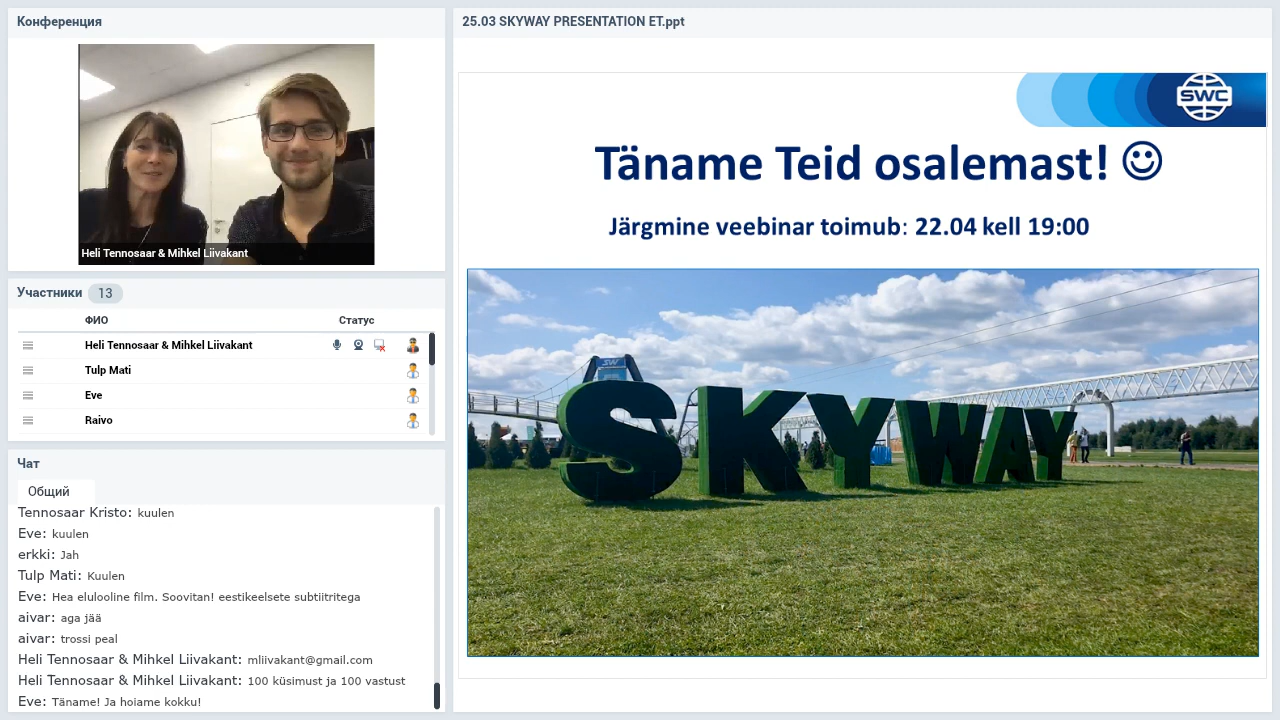 Конференция
Heli Tennosaar & Mihkel Liivakant
Участники 13
ФИО Статус
Heli Tennosaar & Mihkel Liivakant
Tulp Mati
Eve
Raivo
Чат
Общий
Tennosaar Kristo: kuulen
Eve: kuulen
erkki: Jah
Tulp Mati: Kuulen
Eve: Hea elulooline film. Soovitan! eestikeelsete subtiitritega
aivar: aga jää
aivar: trossi peal
Heli Tennosaar & Mihkel Liivakant: mliivakant@gmail.com
Heli Tennosaar & Mihkel Liivakant: 100 küsimust ja 100 vastust
Eve: Täname! Ja hoiame kokku!
25.03 SKYWAY PRESENTATION ET.ppt
SWC
Täname Teid osalemast! ☺
Järgmine veebinar toimub: 22.04 kell 19:00
SW
SKYWAY